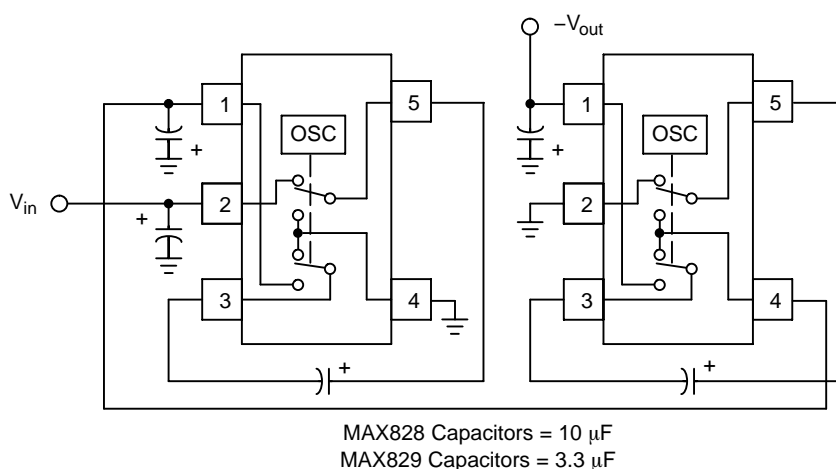 −Vout
1
5
1
5
+
OSC
+
OSC
Vin
+
2
2
3
4
3
4
+
+
MAX828 Capacitors = 10 μF
MAX829 Capacitors = 3.3 μF